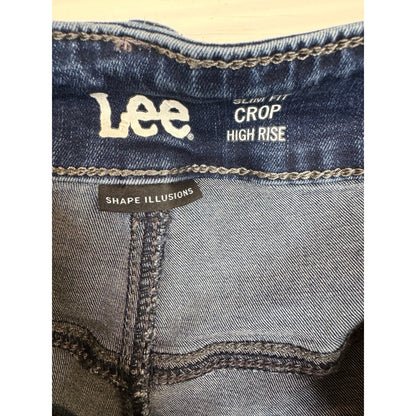 Lee®
SLIM FIT
CROP
HIGH RISE
SHAPE ILLUSIONS